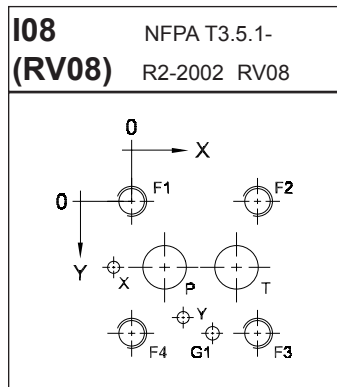 I08 NFPA T3.5.1-
(RV08) R2-2002 RV08
0
X
F1 F2
0
Y
X P T
Y
F4 G1 F3